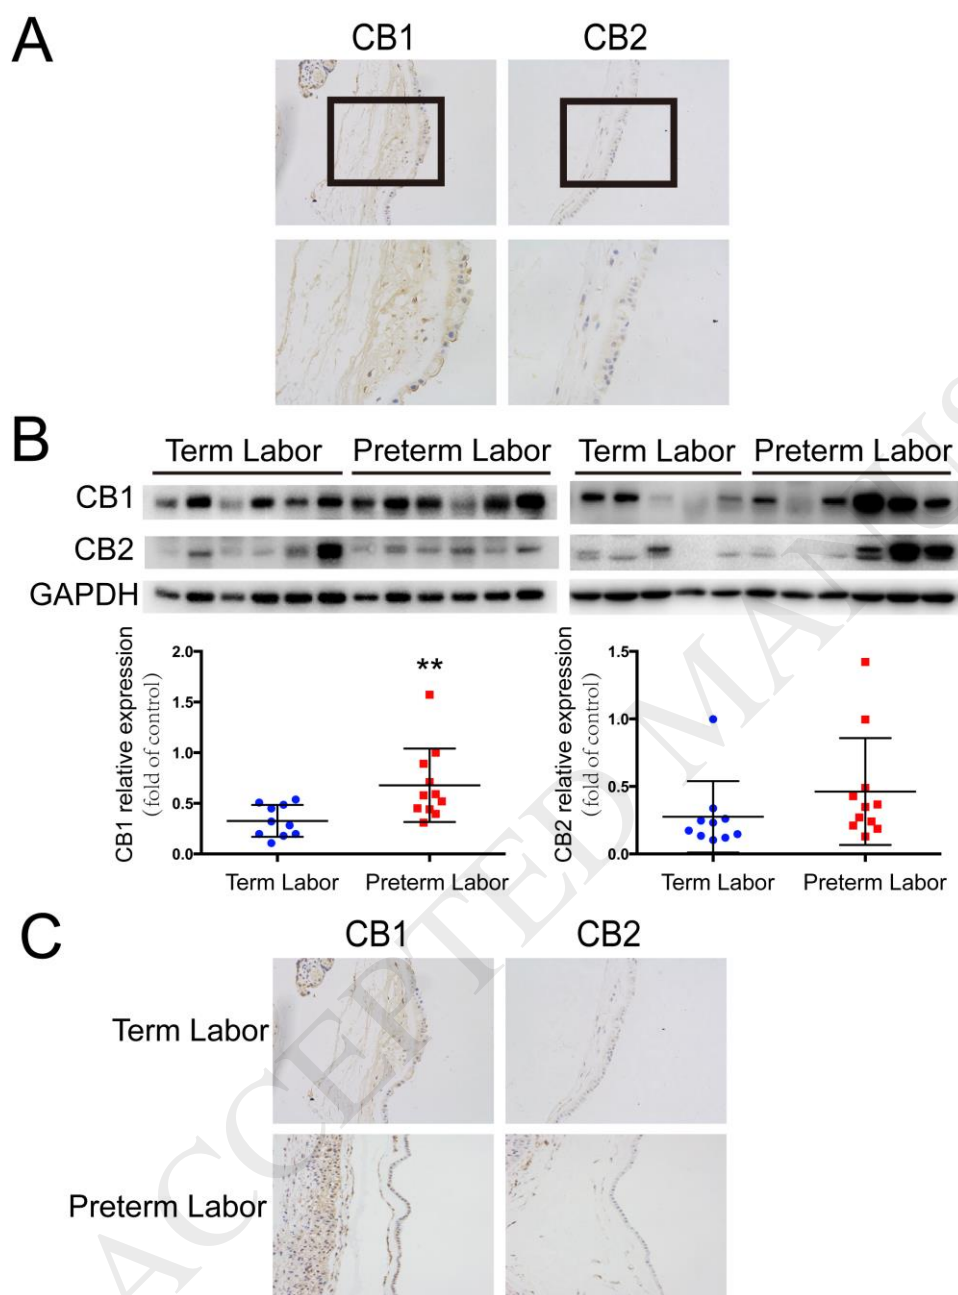 A
CB1 CB2
B
Term Labor Preterm Labor Term Labor Preterm Labor
CB1
CB2
GAPDH
CB1 relative expression
(fold of control)
2.0
1.5
1.0
0.5
0.0
**
Term Labor Preterm Labor
CB2 relative expression
(fold of control)
1.5
1.0
0.5
0.0
Term Labor Preterm Labor
C
CB1 CB2
Term Labor
Preterm Labor
ACCEPTED MANUS